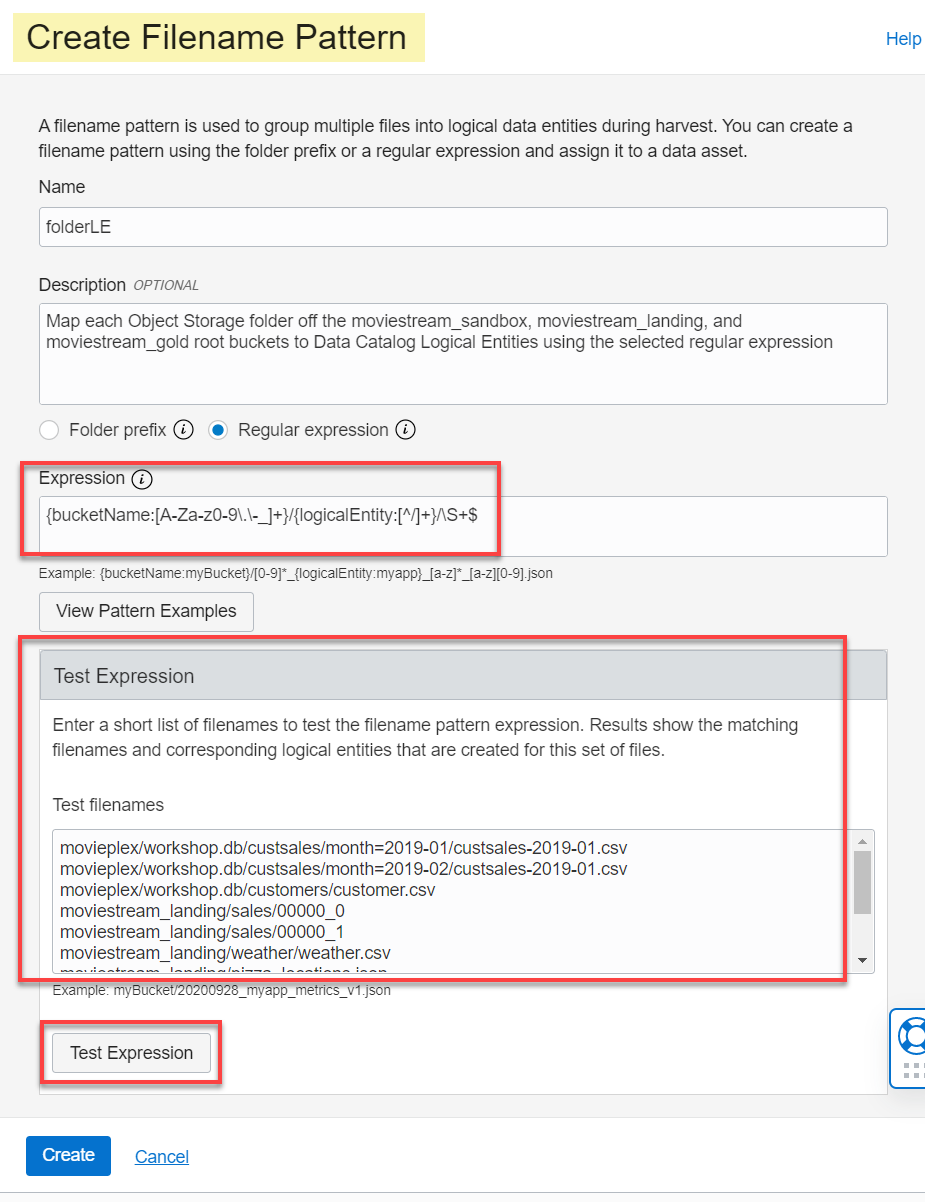 Create Filename Pattern
Help
A filename pattern is used to group multiple files into logical data entities during harvest. You can create a
filename pattern using the folder prefix or a regular expression and assign it to a data asset.
Name
folderLE
Description OPTIONAL
Map each Object Storage folder off the moviestream_sandbox, moviestream_landing, and
moviestream_gold root buckets to Data Catalog Logical Entities using the selected regular expression
Folder prefix i Regular expression i
Expression i
{bucketName:[A-Za-z0-9\.\-_]+}/{logicalEntity:[^/]+}/\S+$
Example: {bucketName:myBucket}/[0-9]*_{logicalEntity:myapp}_[a-z]*_[a-z][0-9].json
View Pattern Examples
Test Expression
Enter a short list of filenames to test the filename pattern expression. Results show the matching
filenames and corresponding logical entities that are created for this set of files.
Test filenames
movieplex/workshop.db/custsales/month=2019-01/custsales-2019-01.csv
movieplex/workshop.db/custsales/month=2019-02/custsales-2019-01.csv
movieplex/workshop.db/customers/customer.csv
moviestream_landing/sales/00000_0
moviestream_landing/sales/00000_1
moviestream_landing/weather/weather.csv
moviestream_landing/pizza_locations.json
Example: myBucket/20200928_myapp_metrics_v1.json
Test Expression
Create
Cancel